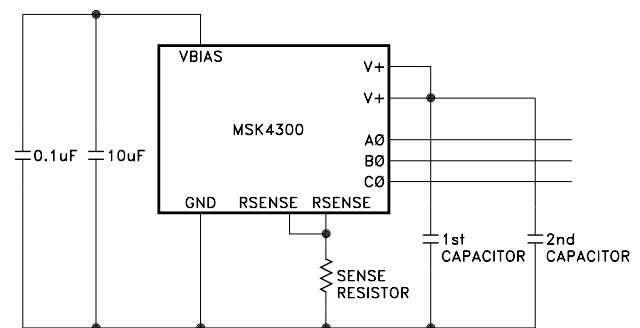 VBIAS
V+
V+
MSK4300
AØ
BØ
CØ
0.1uF
10uF
GND RSENSE RSENSE
1st
CAPACITOR
2nd
CAPACITOR
SENSE
RESISTOR